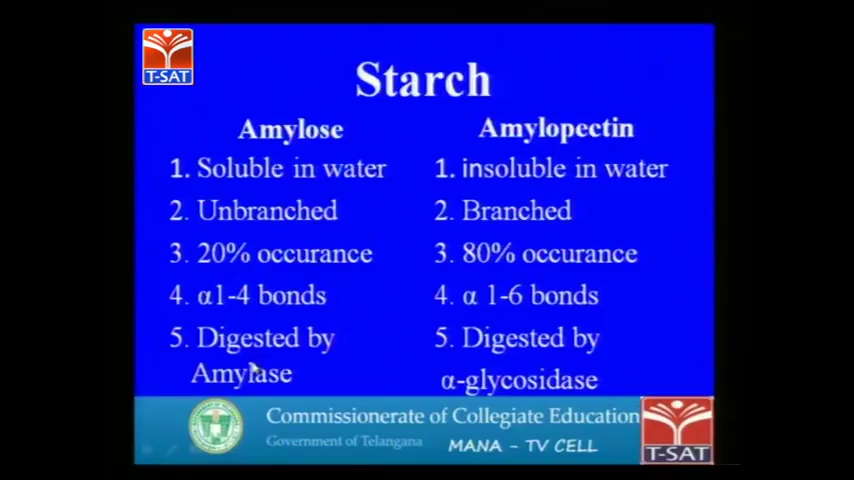 T-SAT
Starch
Amylose
1. Soluble in water
2. Unbranched
3. 20% occurance
4. α1-4 bonds
5. Digested by
Amylase
Amylopectin
1. insoluble in water
2. Branched
3. 80% occurance
4. α 1-6 bonds
5. Digested by
α-glycosidase
Commissionerate of Collegiate Education
Government of Telangana
MANA - TV CELL
T-SAT